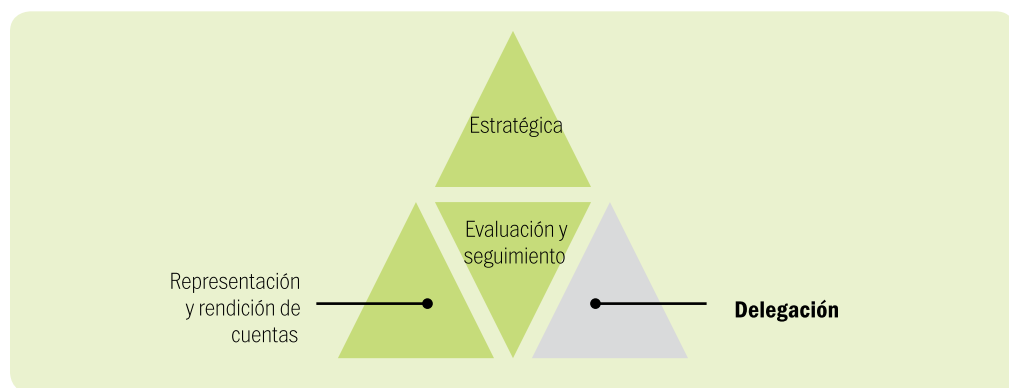 Estratégica
Evaluación y
seguimiento
Representación
y rendición de
cuentas
Delegación